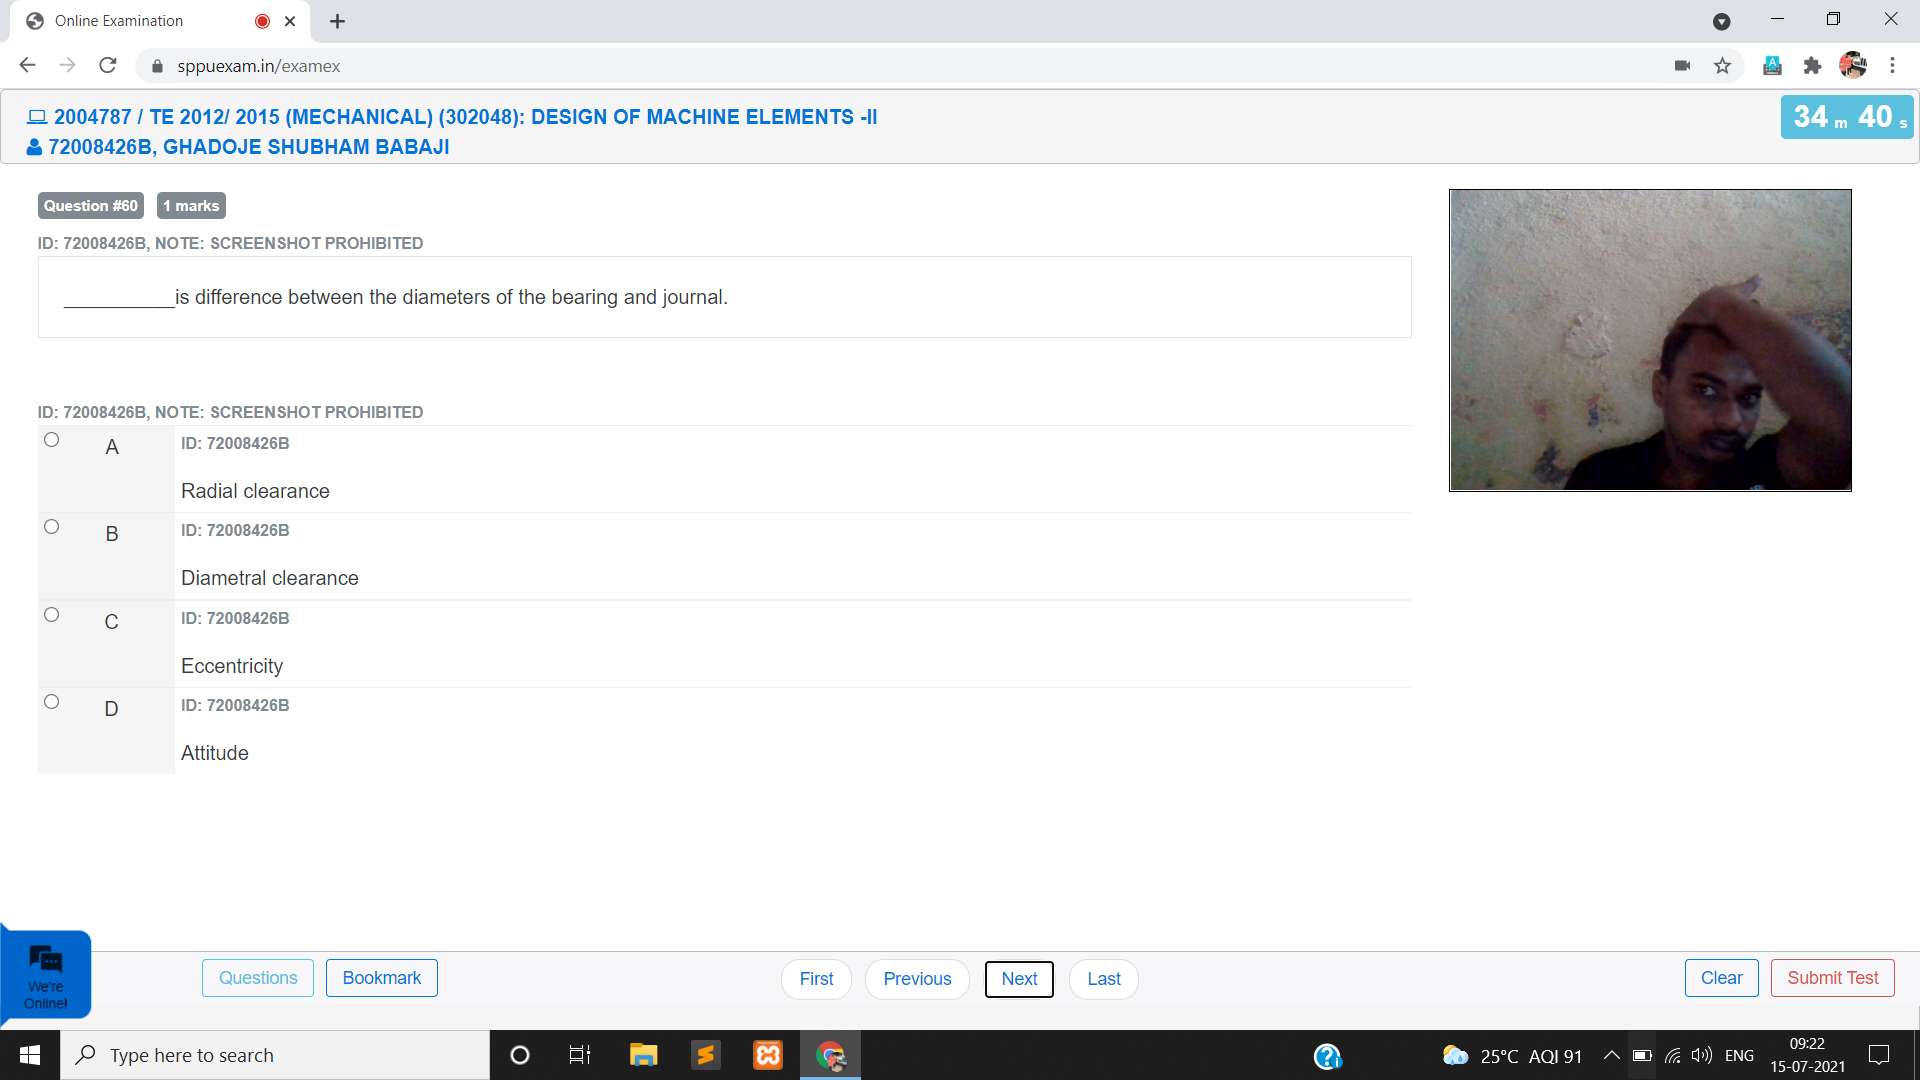 Online Examination
sppuexam.in/examex
2004787 / TE 2012/ 2015 (MECHANICAL) (302048): DESIGN OF MACHINE ELEMENTS -II
34 m 40 s
72008426B, GHADOJE SHUBHAM BABAJI
Question #60 1 marks
ID: 72008426B, NOTE: SCREENSHOT PROHIBITED
__________is difference between the diameters of the bearing and journal.
ID: 72008426B, NOTE: SCREENSHOT PROHIBITED
A ID: 72008426B
Radial clearance
B ID: 72008426B
Diametral clearance
C ID: 72008426B
Eccentricity
D ID: 72008426B
Attitude
We're
Online!
Questions Bookmark First Previous Next Last Clear Submit Test
Type here to search
25°C AQI 91 ENG
09:22
15-07-2021